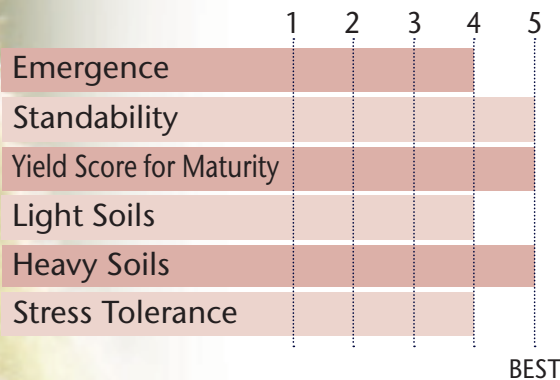 1 2 3 4 5
Emergence
Standability
Yield Score for Maturity
Light Soils
Heavy Soils
Stress Tolerance
BEST